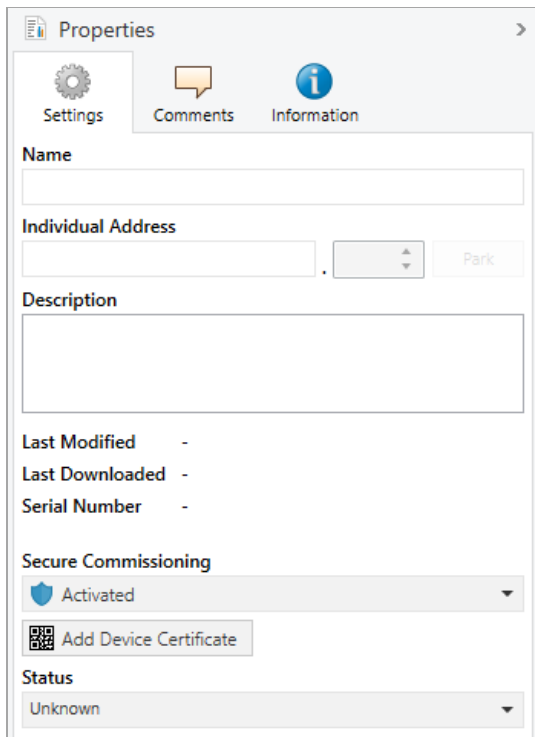 Properties
Settings Comments Information
Name
Individual Address
. Park
Description
Last Modified -
Last Downloaded -
Serial Number -
Secure Commissioning
Activated
Add Device Certificate
Status
Unknown